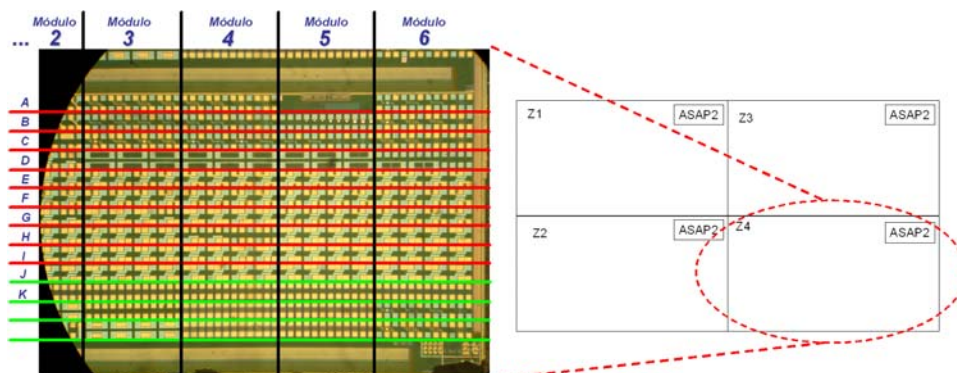 Módulo Módulo Módulo Módulo Módulo
... 2 3 4 5 6
A
B
C
D
E
F
G
H
I
J
K
Z1 ASAP2
Z3 ASAP2
Z2 ASAP2
Z4 ASAP2